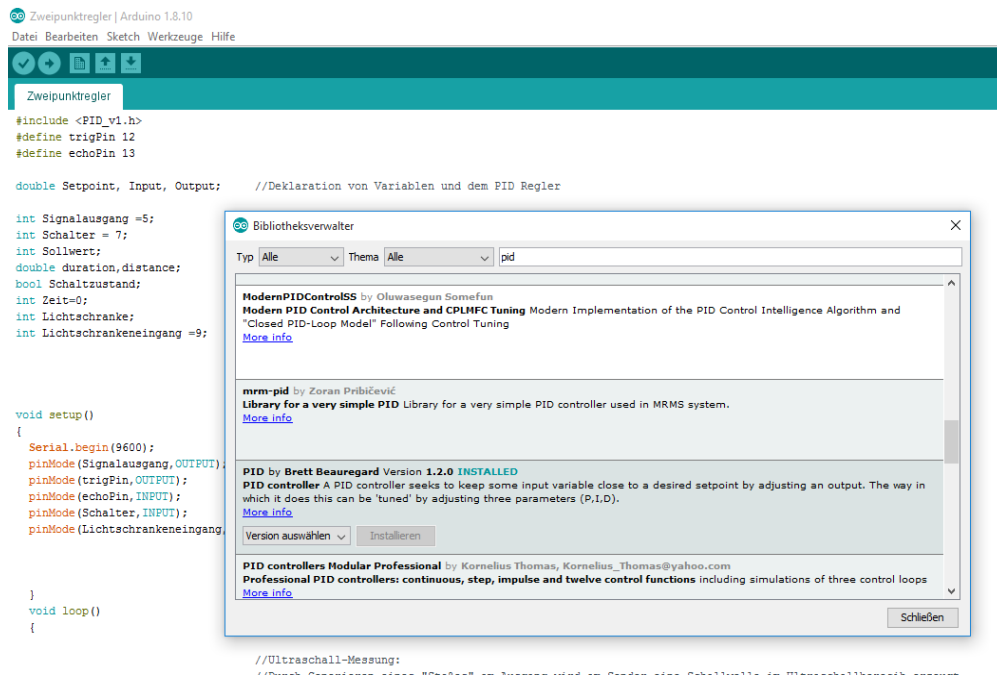 Zweipunktregler | Arduino 1.8.10
Datei Bearbeiten Sketch Werkzeuge Hilfe
Zweipunktregler
#include <PID_v1.h>
#define trigPin 12
#define echoPin 13
double Setpoint, Input, Output; //Deklaration von Variablen und dem PID Regler
int Signalausgang =5;
int Schalter = 7;
int Sollwert;
double duration,distance;
bool Schaltzustand;
int Zeit=0;
int Lichtschranke;
int Lichtschrankeneingang =9;
void setup()
{
Serial.begin(9600);
pinMode(Signalausgang,OUTPUT);
pinMode(trigPin,OUTPUT);
pinMode(echoPin,INPUT);
pinMode(Schalter,INPUT);
pinMode(Lichtschrankeneingang,
}
void loop()
{
//Ultraschall-Messung:
Bibliotheksverwalter
Typ Alle Thema Alle pid
ModernPIDControlSS by Oluwasegun Somefun
Modern PID Control Architecture and CPLMFC Tuning Modern Implementation of the PID Control Intelligence Algorithm and
"Closed PID-Loop Model" Following Control Tuning
More info
mrm-pid by Zoran Pribičević
Library for a very simple PID Library for a very simple PID controller used in MRMS system.
More info
PID by Brett Beauregard Version 1.2.0 INSTALLED
PID controller A PID controller seeks to keep some input variable close to a desired setpoint by adjusting an output. The way in
which it does this can be 'tuned' by adjusting three parameters (P,I,D).
More info
Version auswählen Installieren
PID controllers Modular Professional by Kornelius Thomas, Kornelius_Thomas@yahoo.com
Professional PID controllers: continuous, step, impulse and twelve control functions including simulations of three control loops
More info
Schließen